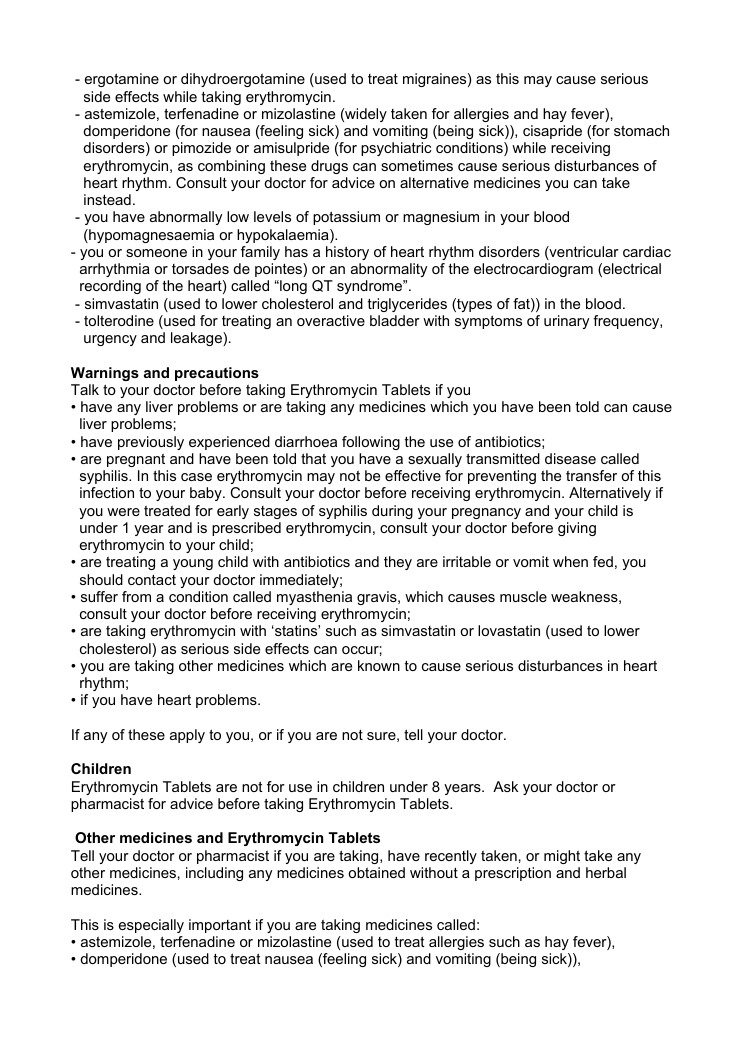 - ergotamine or dihydroergotamine (used to treat migraines) as this may cause serious
side effects while taking erythromycin.
- astemizole, terfenadine or mizolastine (widely taken for allergies and hay fever),
domperidone (for nausea (feeling sick) and vomiting (being sick)), cisapride (for stomach
disorders) or pimozide or amisulpride (for psychiatric conditions) while receiving
erythromycin, as combining these drugs can sometimes cause serious disturbances of
heart rhythm. Consult your doctor for advice on alternative medicines you can take
instead.
- you have abnormally low levels of potassium or magnesium in your blood
(hypomagnesaemia or hypokalaemia).
- you or someone in your family has a history of heart rhythm disorders (ventricular cardiac
arrhythmia or torsades de pointes) or an abnormality of the electrocardiogram (electrical
recording of the heart) called “long QT syndrome”.
- simvastatin (used to lower cholesterol and triglycerides (types of fat)) in the blood.
- tolterodine (used for treating an overactive bladder with symptoms of urinary frequency,
urgency and leakage).
Warnings and precautions
Talk to your doctor before taking Erythromycin Tablets if you
• have any liver problems or are taking any medicines which you have been told can cause
liver problems;
• have previously experienced diarrhoea following the use of antibiotics;
• are pregnant and have been told that you have a sexually transmitted disease called
syphilis. In this case erythromycin may not be effective for preventing the transfer of this
infection to your baby. Consult your doctor before receiving erythromycin. Alternatively if
you were treated for early stages of syphilis during your pregnancy and your child is
under 1 year and is prescribed erythromycin, consult your doctor before giving
erythromycin to your child;
• are treating a young child with antibiotics and they are irritable or vomit when fed, you
should contact your doctor immediately;
• suffer from a condition called myasthenia gravis, which causes muscle weakness,
consult your doctor before receiving erythromycin;
• are taking erythromycin with ‘statins’ such as simvastatin or lovastatin (used to lower
cholesterol) as serious side effects can occur;
• you are taking other medicines which are known to cause serious disturbances in heart
rhythm;
• if you have heart problems.
If any of these apply to you, or if you are not sure, tell your doctor.
Children
Erythromycin Tablets are not for use in children under 8 years.  Ask your doctor or
pharmacist for advice before taking Erythromycin Tablets.
Other medicines and Erythromycin Tablets
Tell your doctor or pharmacist if you are taking, have recently taken, or might take any
other medicines, including any medicines obtained without a prescription and herbal
medicines.
This is especially important if you are taking medicines called:
• astemizole, terfenadine or mizolastine (used to treat allergies such as hay fever),
• domperidone (used to treat nausea (feeling sick) and vomiting (being sick)),